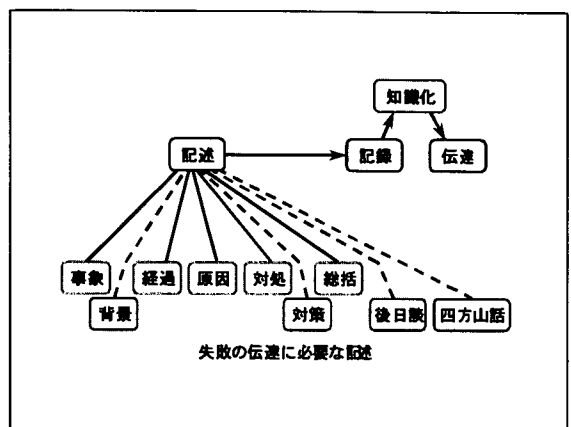 知識化
記述
記録
伝達
事象
経過
原因
対処
総括
背景
対策
後日談
四方山話
失敗の伝達に必要な記述